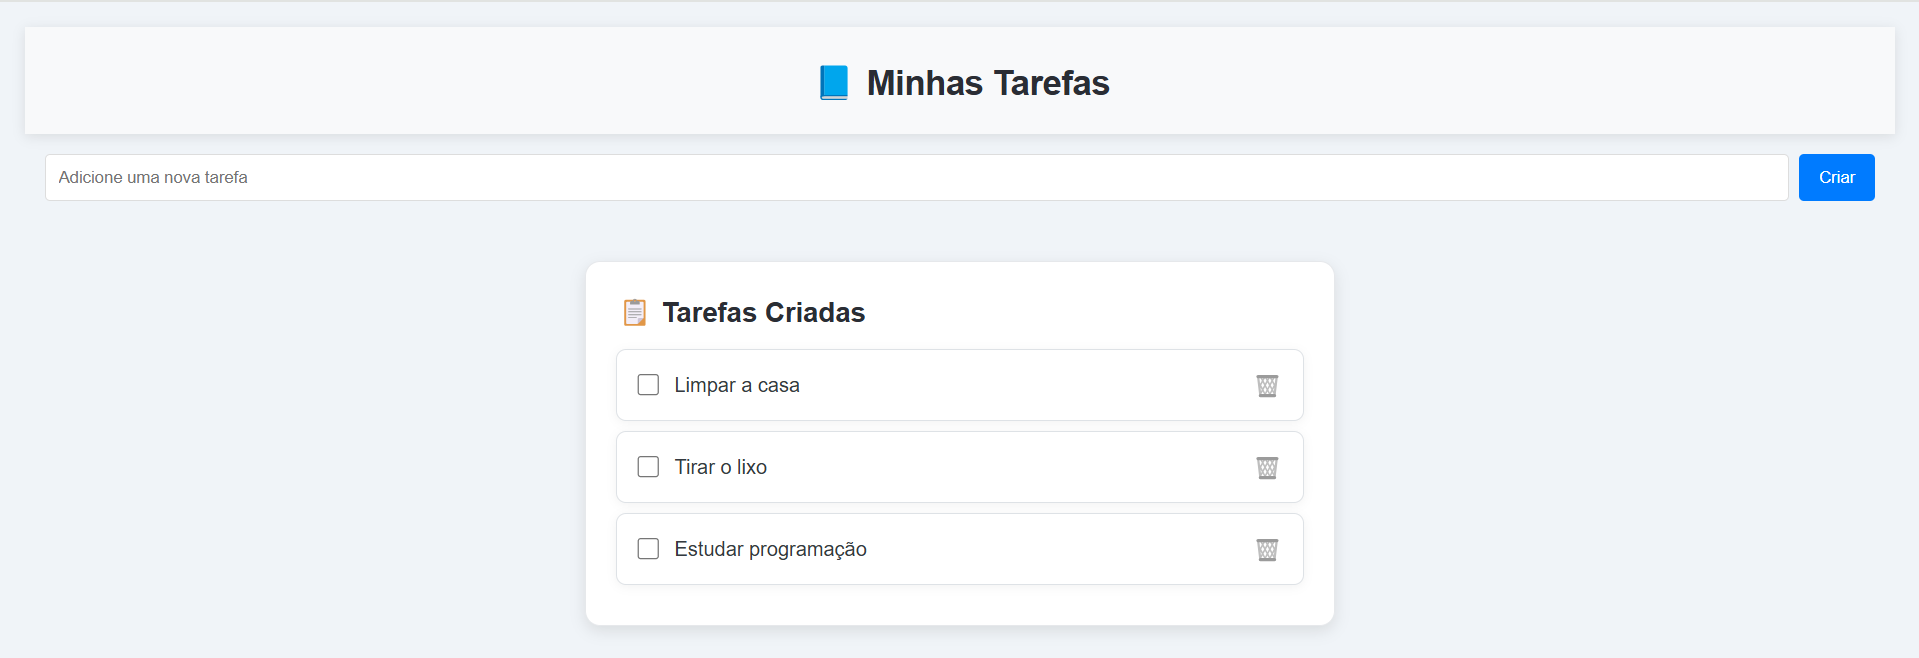 Minhas Tarefas
Adicione uma nova tarefa
Criar
Tarefas Criadas
Limpar a casa
Tirar o lixo
Estudar programação